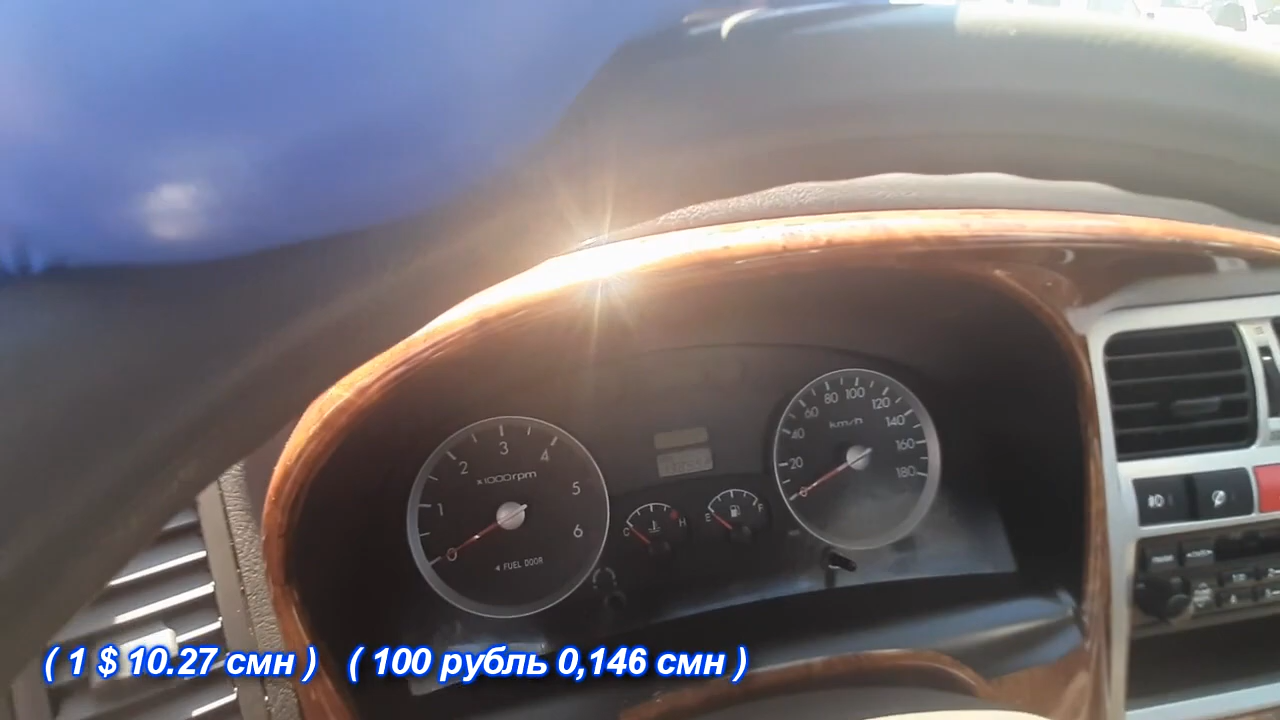 1 2 3 4 5 6
x1000rpm
◄ FUEL DOOR
C H
E F
20 40 60 80 100 120 140 160 180
km/h
( 1 $ 10.27 смн ) ( 100 рубль 0,146 смн )